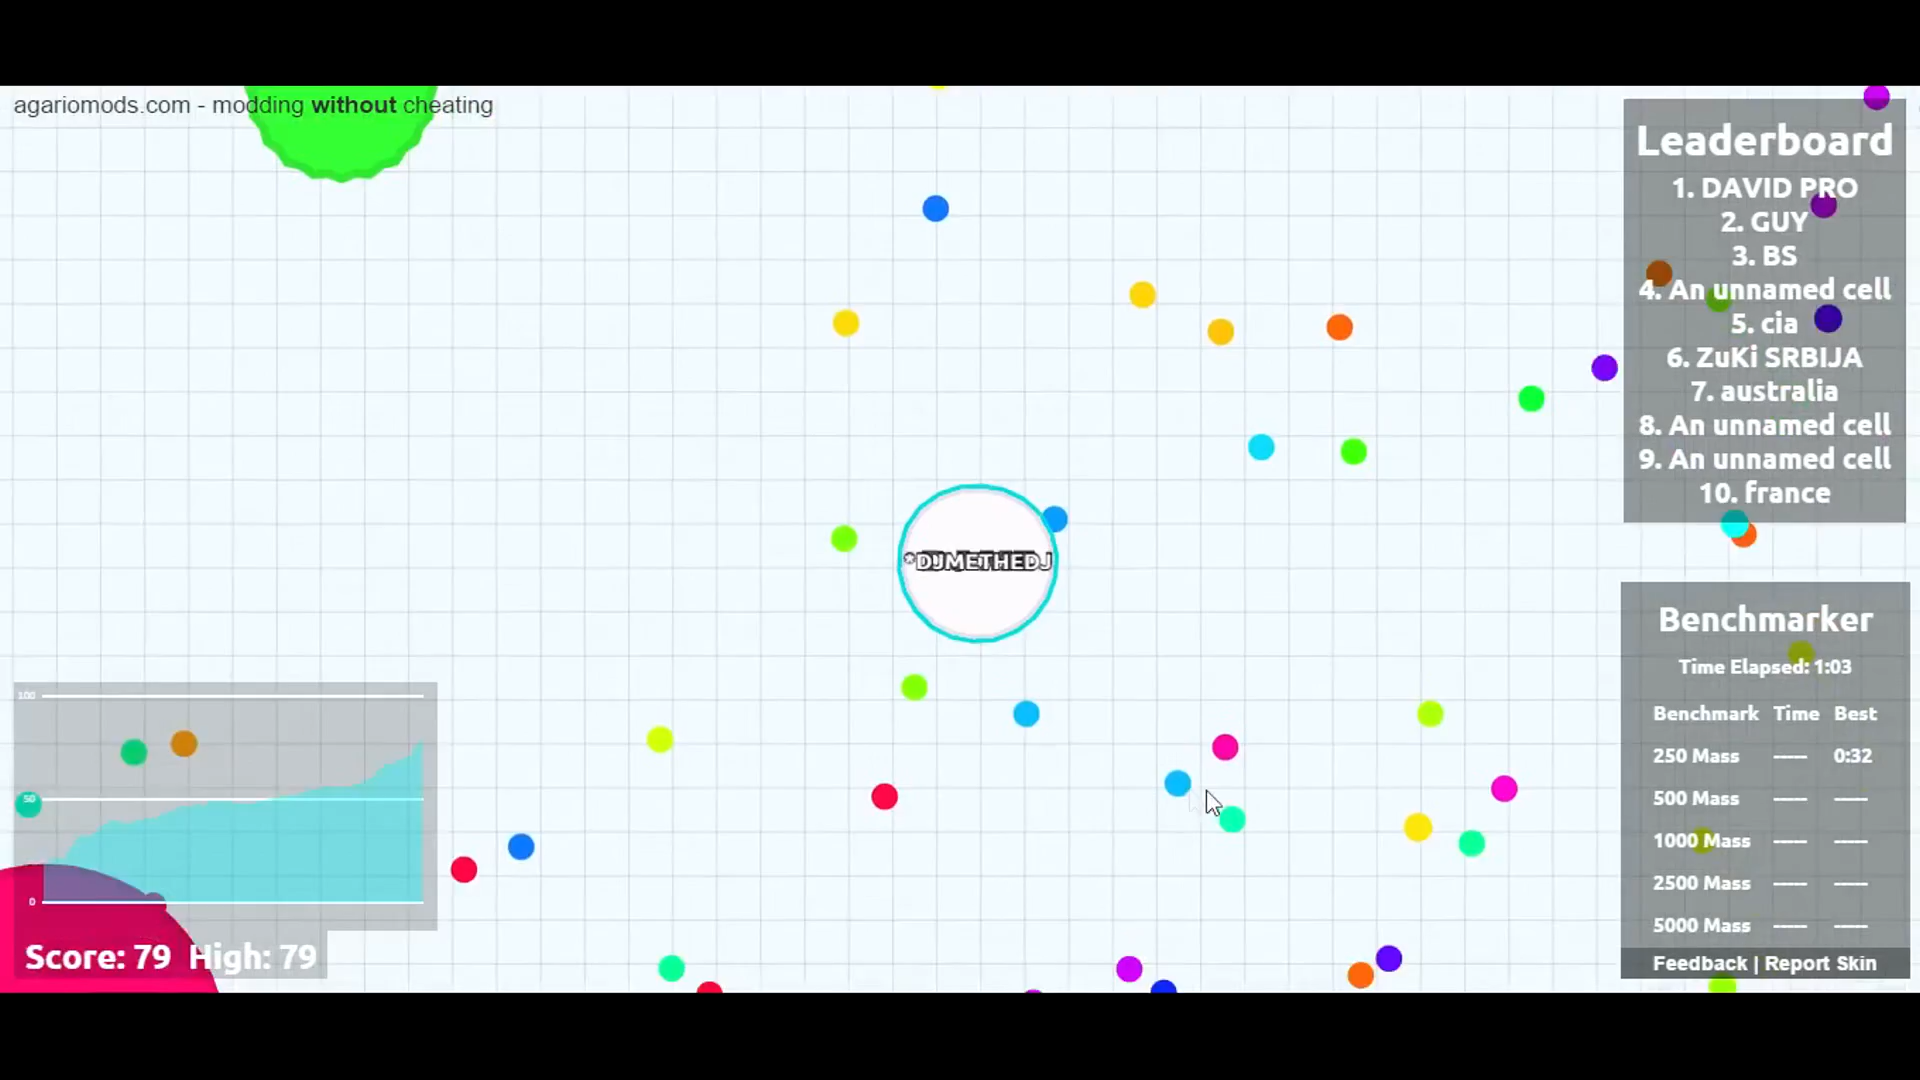 agariomods.com - modding without cheating
Leaderboard
1. DAVID PRO
2. GUY
3. BS
4. An unnamed cell
5. cia
6. ZuKi SRBIJA
7. australia
8. An unnamed cell
9. An unnamed cell
10. france
*DJMETHEDJ
Benchmarker
Time Elapsed: 1:03
Benchmark Time Best
250 Mass ---- 0:32
500 Mass ---- ----
1000 Mass ---- ----
2500 Mass ---- ----
5000 Mass ---- ----
Feedback | Report Skin
100
50
0
Score: 79 High: 79